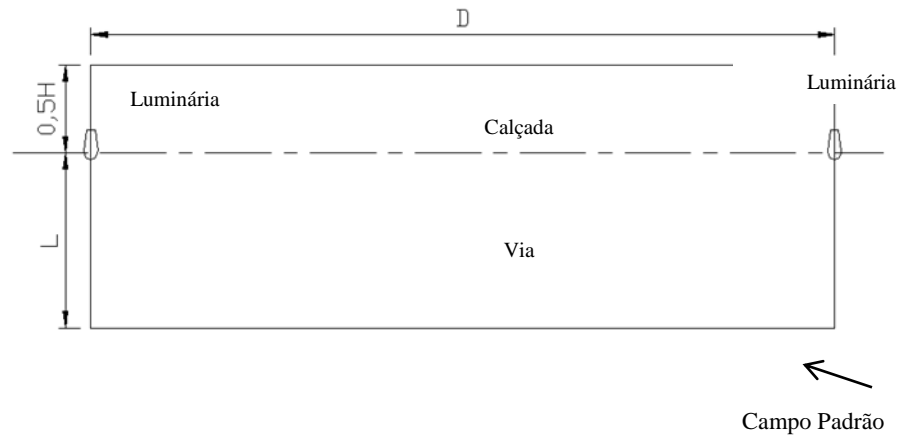 D
Luminária
Luminária
0,5H
Calçada
L
Via
Campo Padrão